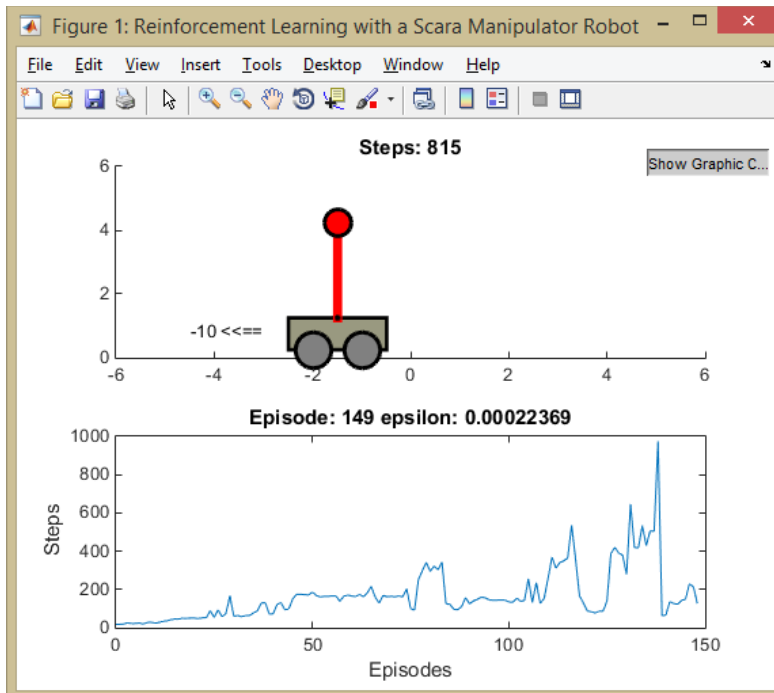 Figure 1: Reinforcement Learning with a Scara Manipulator Robot
File Edit View Insert Tools Desktop Window Help
Steps: 815
Show Graphic C...
6
4
2
0
-10 <<==
-6 -4 -2 0 2 4 6
Episode: 149 epsilon: 0.00022369
1000
800
600
400
200
0
Steps
0 50 100 150
Episodes